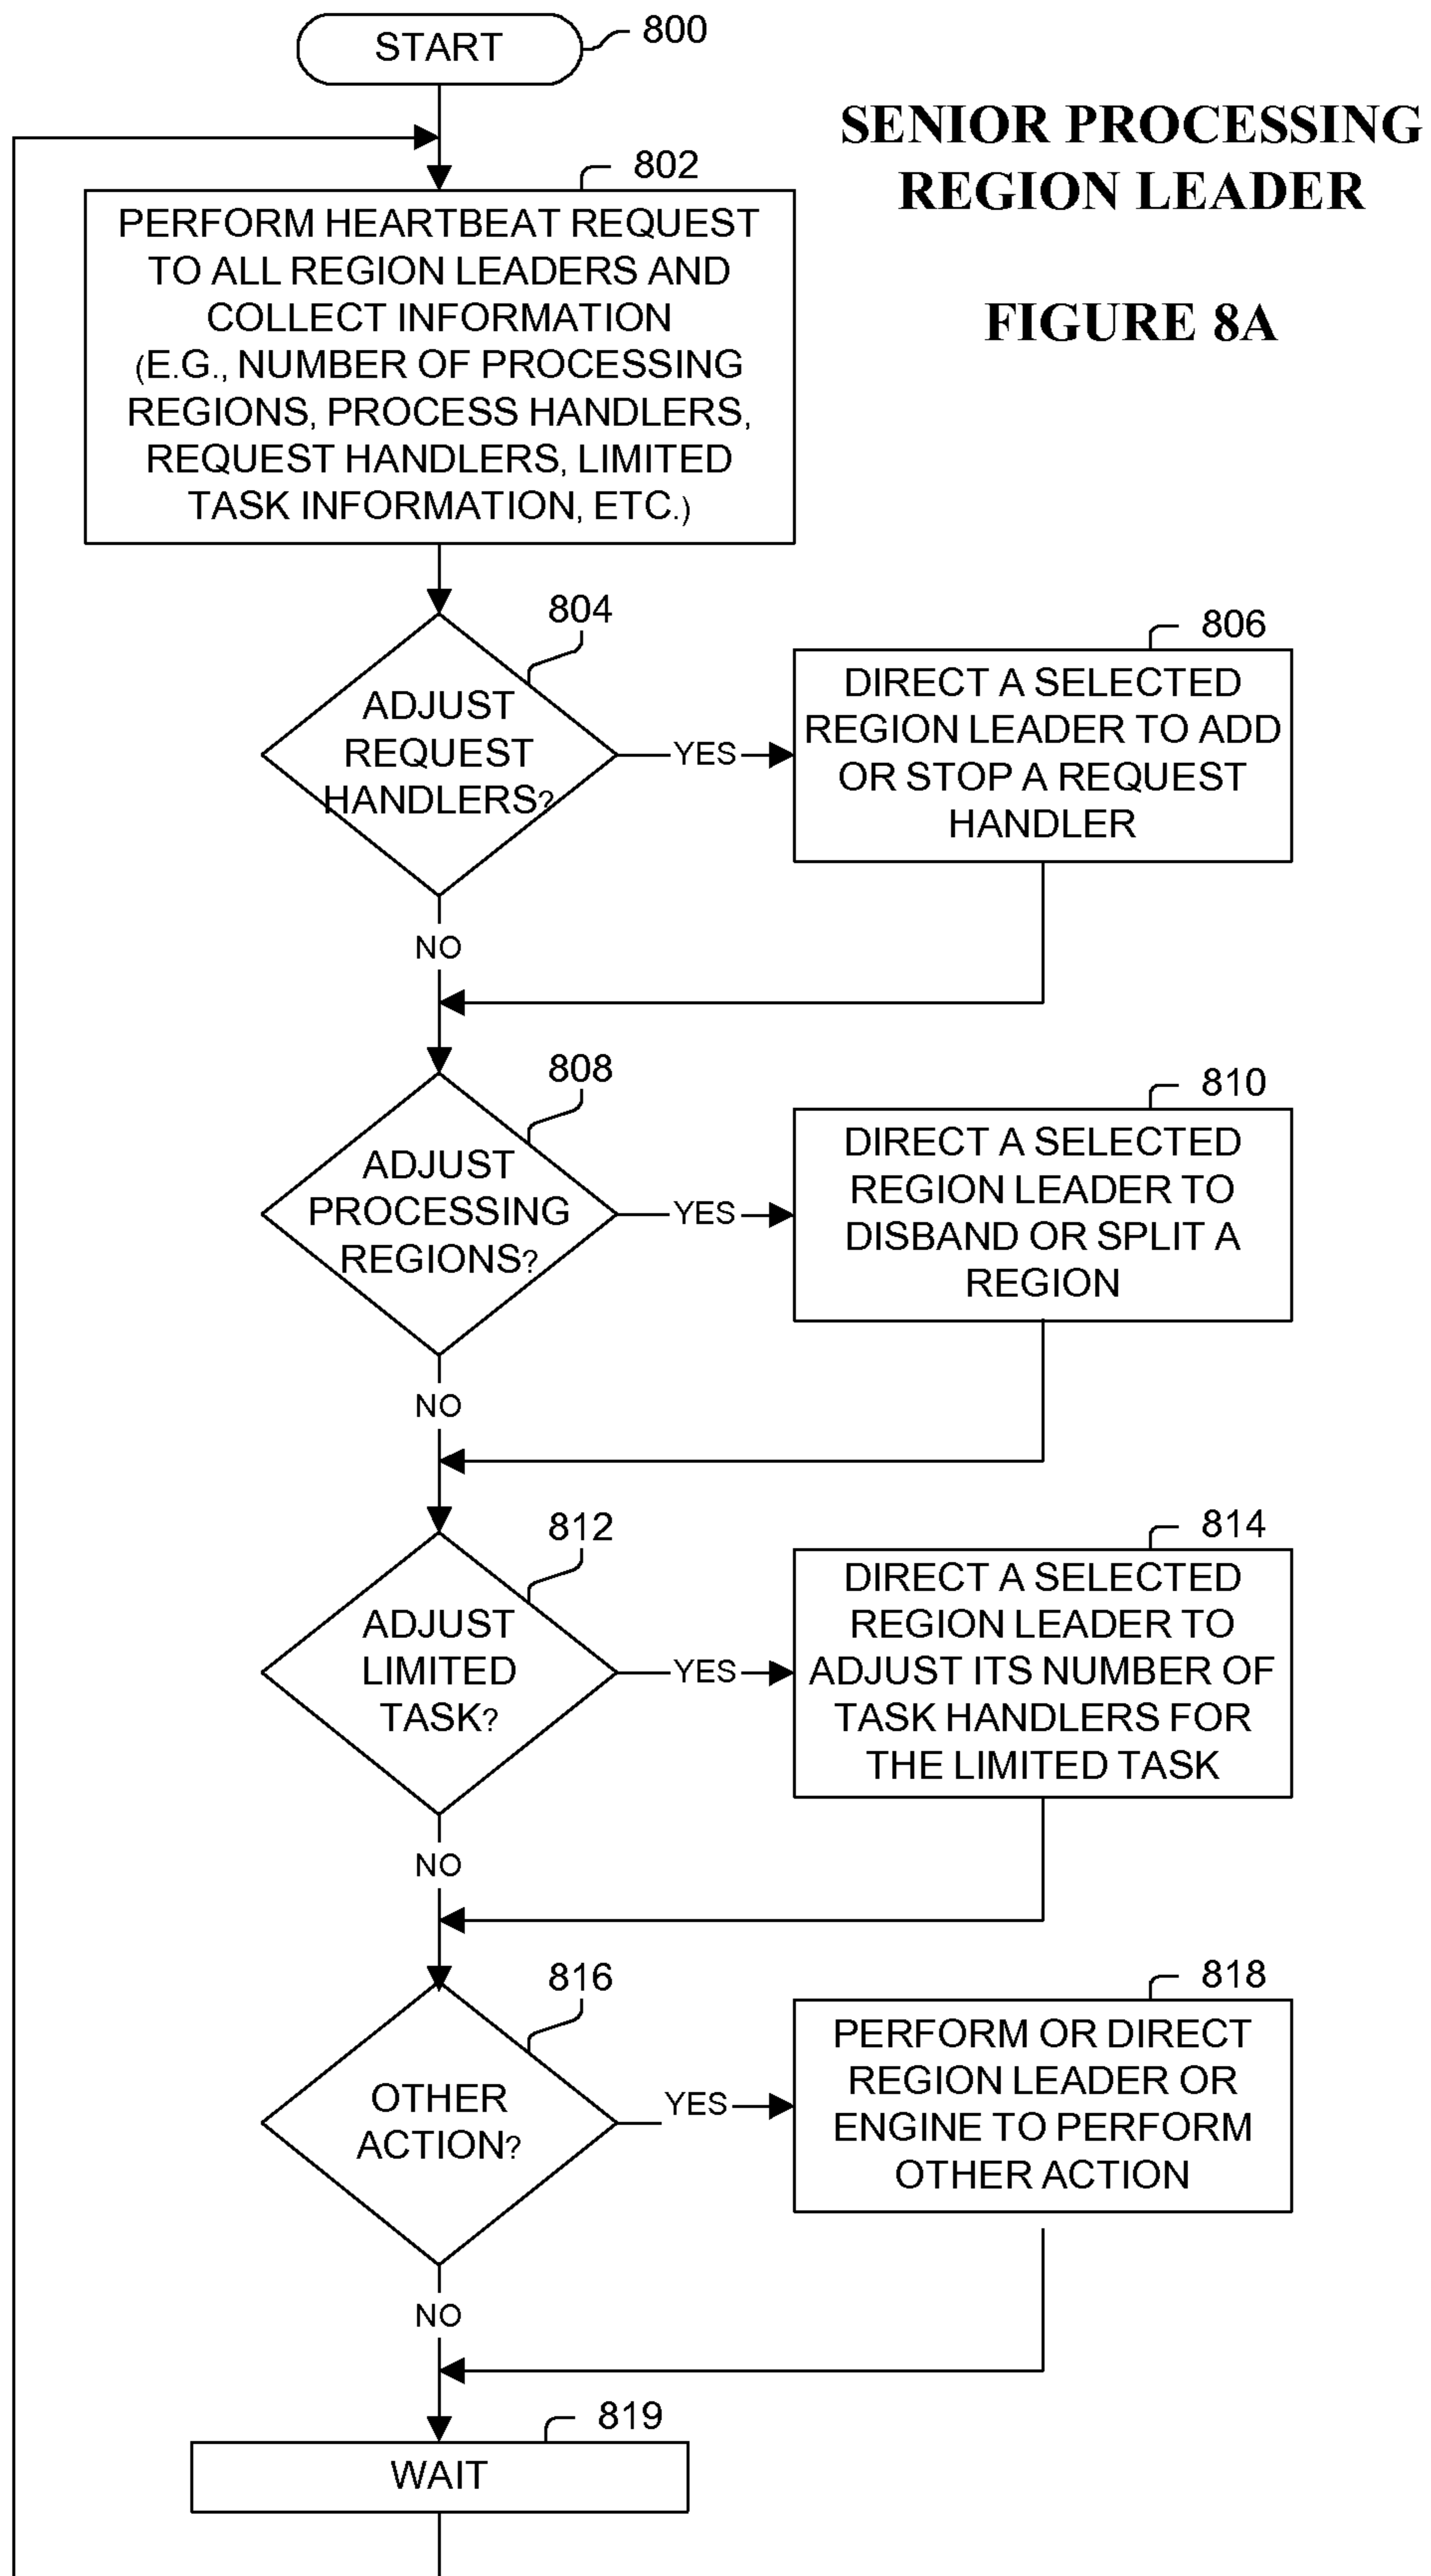 START
800
SENIOR PROCESSING
REGION LEADER
FIGURE 8A
802
PERFORM HEARTBEAT REQUEST
TO ALL REGION LEADERS AND
COLLECT INFORMATION
(E.G., NUMBER OF PROCESSING
REGIONS, PROCESS HANDLERS,
REQUEST HANDLERS, LIMITED
TASK INFORMATION, ETC.)
804
ADJUST
REQUEST
HANDLERS?
YES
806
DIRECT A SELECTED
REGION LEADER TO ADD
OR STOP A REQUEST
HANDLER
NO
808
ADJUST
PROCESSING
REGIONS?
YES
810
DIRECT A SELECTED
REGION LEADER TO
DISBAND OR SPLIT A
REGION
NO
812
ADJUST
LIMITED
TASK?
YES
814
DIRECT A SELECTED
REGION LEADER TO
ADJUST ITS NUMBER OF
TASK HANDLERS FOR
THE LIMITED TASK
NO
816
OTHER
ACTION?
YES
818
PERFORM OR DIRECT
REGION LEADER OR
ENGINE TO PERFORM
OTHER ACTION
NO
819
WAIT